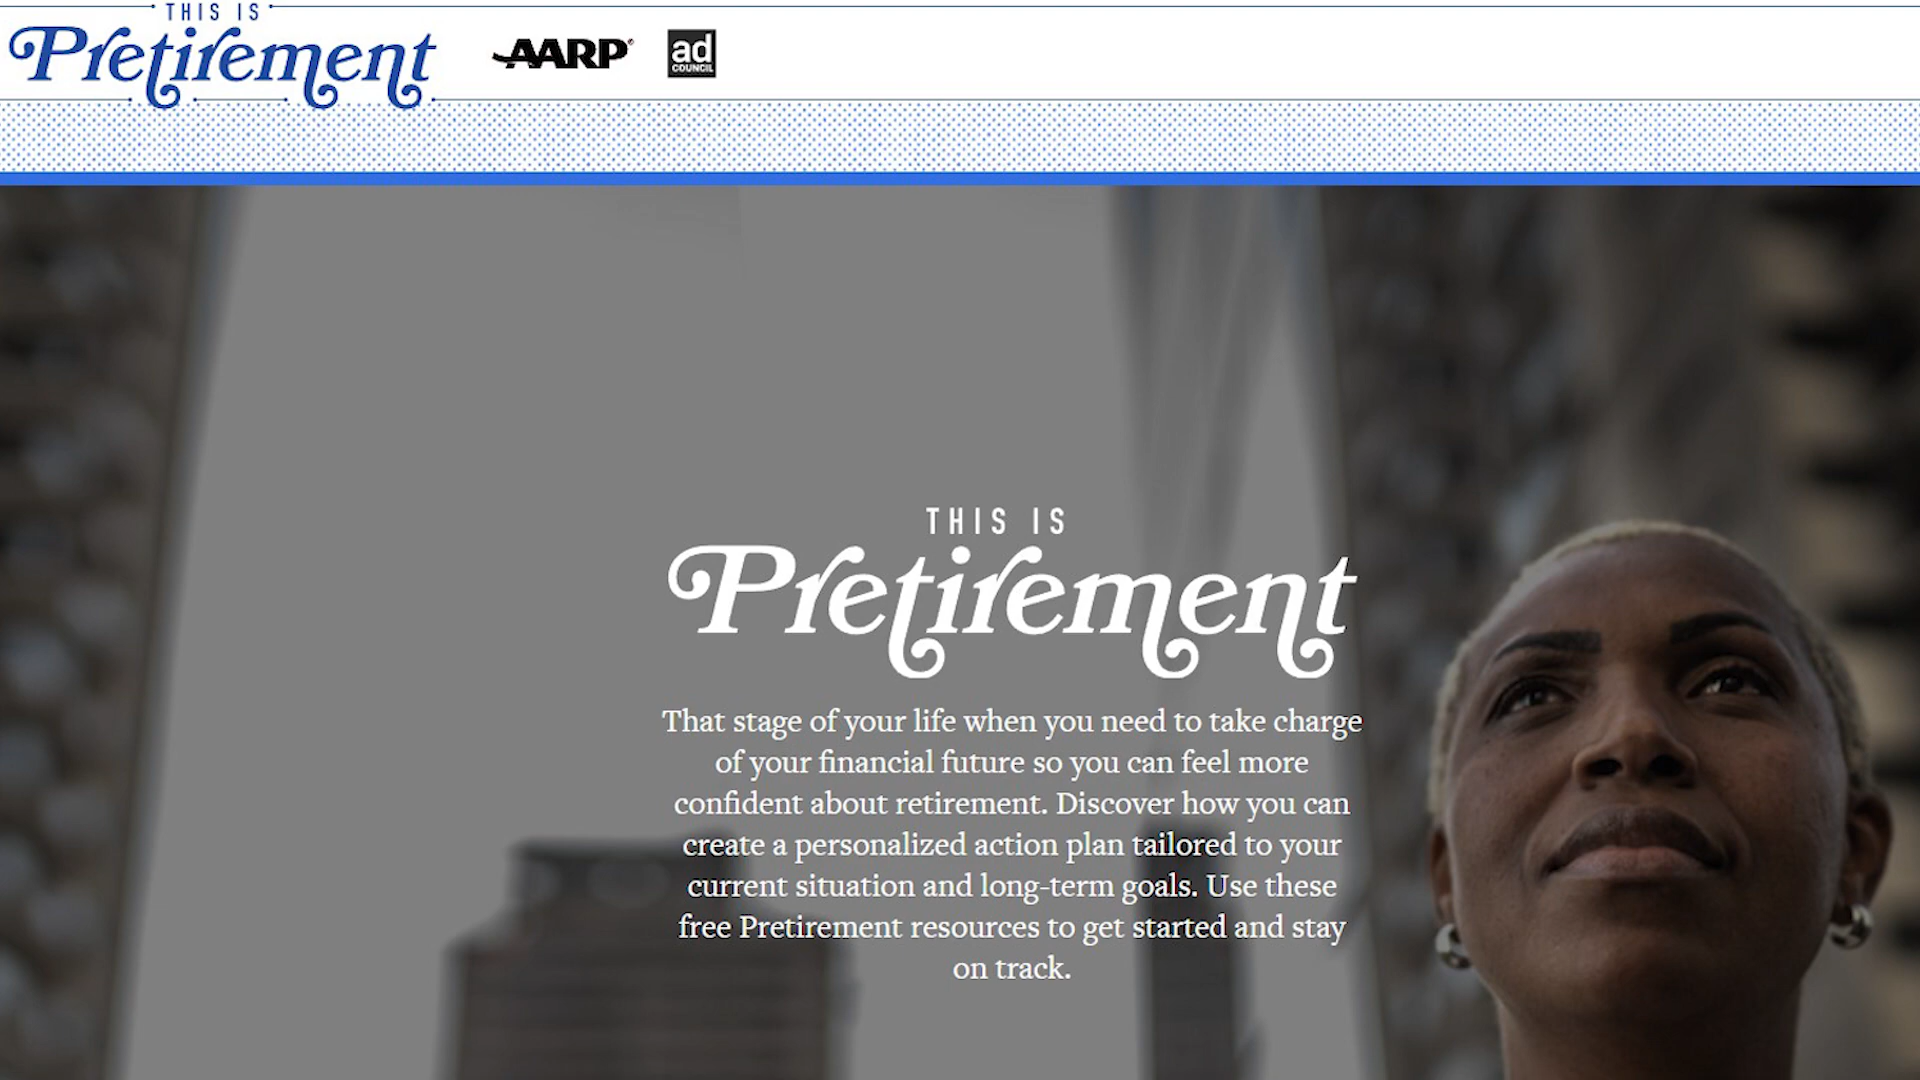 THIS IS
Pretirement
AARP®
ad
COUNCIL
THIS IS
Pretirement
That stage of your life when you need to take charge
of your financial future so you can feel more
confident about retirement. Discover how you can
create a personalized action plan tailored to your
current situation and long-term goals. Use these
free Pretirement resources to get started and stay
on track.